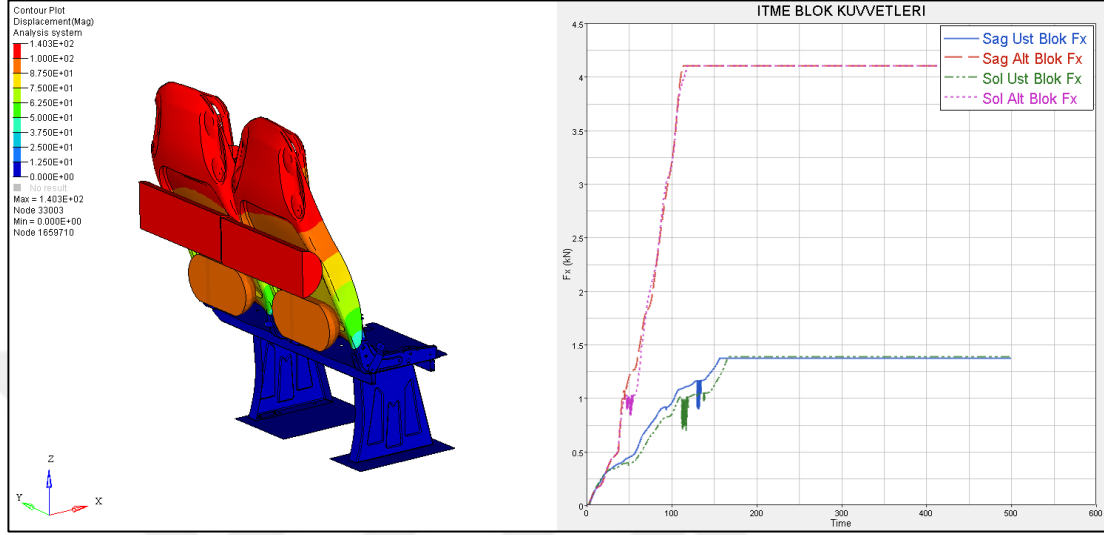 Contour Plot
Displacement(Mag)
Analysis system
1.403E+02
1.000E+02
8.750E+01
7.500E+01
6.250E+01
5.000E+01
3.750E+01
2.500E+01
1.250E+01
0.000E+00
No result
Max = 1.403E+02
Node 33003
Min = 0.000E+00
Node 1659710
Z
Y
X
ITME BLOK KUVVETLERI
Sag Ust Blok Fx
Sag Alt Blok Fx
Sol Ust Blok Fx
Sol Alt Blok Fx
Fx (kN)
4.5
4
3.5
3
2.5
2
1.5
1
0.5
0
0 100 200 300 400 500 600
Time